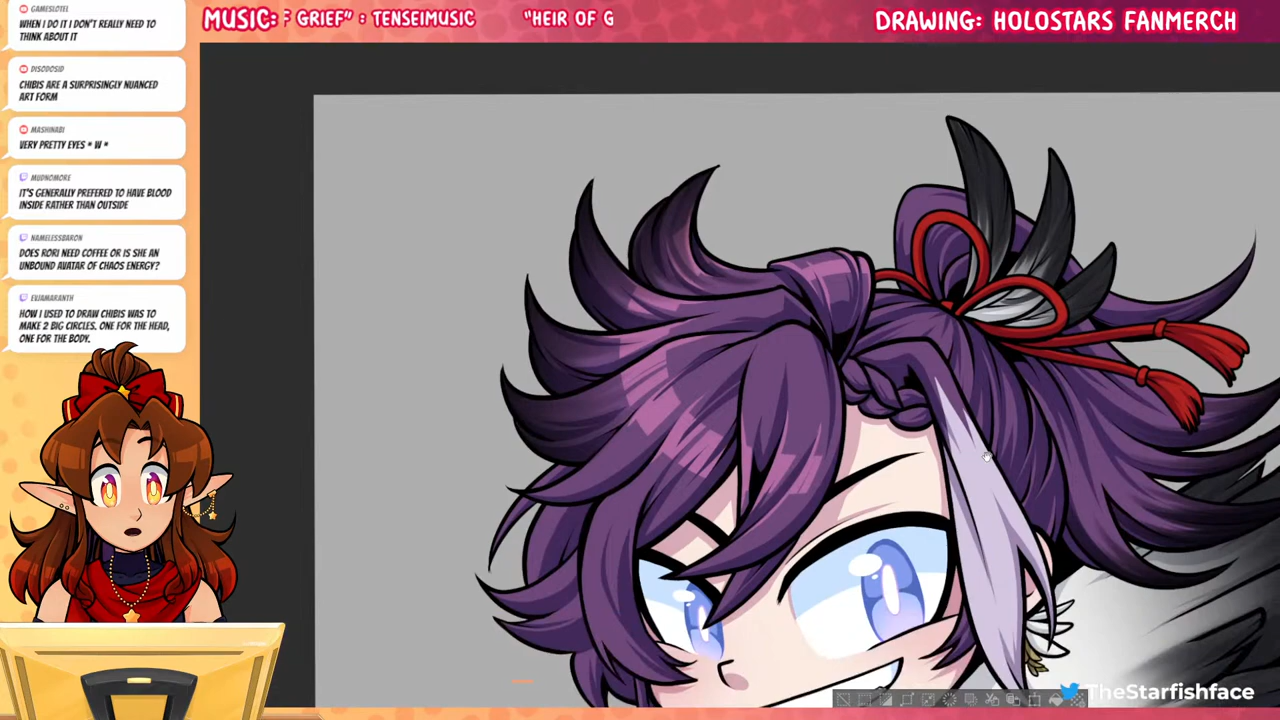 MUSIC: F GRIEF" : TENSEIMUSIC "HEIR OF G
DRAWING: HOLOSTARS FANMERCH
GAMESLOTEL
WHEN I DO IT I DON'T REALLY NEED TO
THINK ABOUT IT
DISODOSID
CHIBIS ARE A SURPRISINGLY NUANCED
ART FORM
MASHINABI
VERY PRETTY EYES * W *
MUDNOMORE
IT'S GENERALLY PREFERED TO HAVE BLOOD
INSIDE RATHER THAN OUTSIDE
NAMELESSBARON
DOES RORI NEED COFFEE OR IS SHE AN
UNBOUND AVATAR OF CHAOS ENERGY?
EVJAMARANTH
HOW I USED TO DRAW CHIBIS WAS TO
MAKE 2 BIG CIRCLES. ONE FOR THE HEAD,
ONE FOR THE BODY.
TheStarfishface